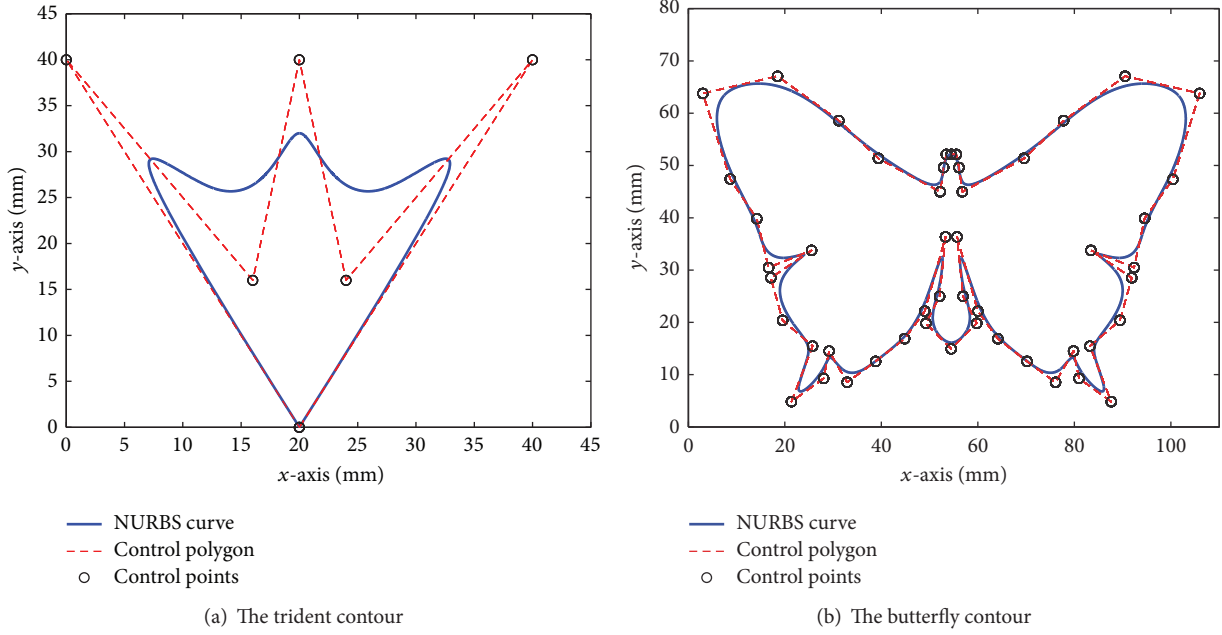 45
40
35
30
25
20
15
10
5
0
y-axis (mm)
0 5 10 15 20 25 30 35 40 45
x-axis (mm)
NURBS curve
Control polygon
Control points
(a) The trident contour
80
70
60
50
40
30
20
10
0
y-axis (mm)
0 20 40 60 80 100
x-axis (mm)
NURBS curve
Control polygon
Control points
(b) The butterfly contour